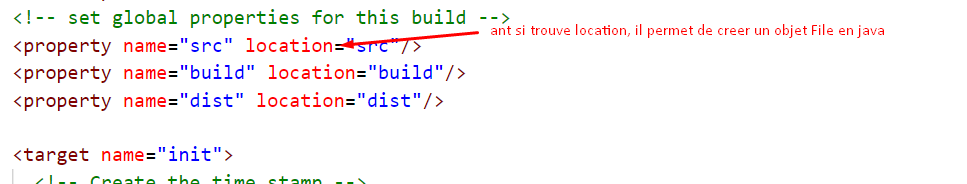 <!-- set global properties for this build -->
ant si trouve location, il permet de creer un objet File en java
<property name="src" location="src"/>
<property name="build" location="build"/>
<property name="dist" location="dist"/>
<target name="init">
<!-- Create the time stamp -->